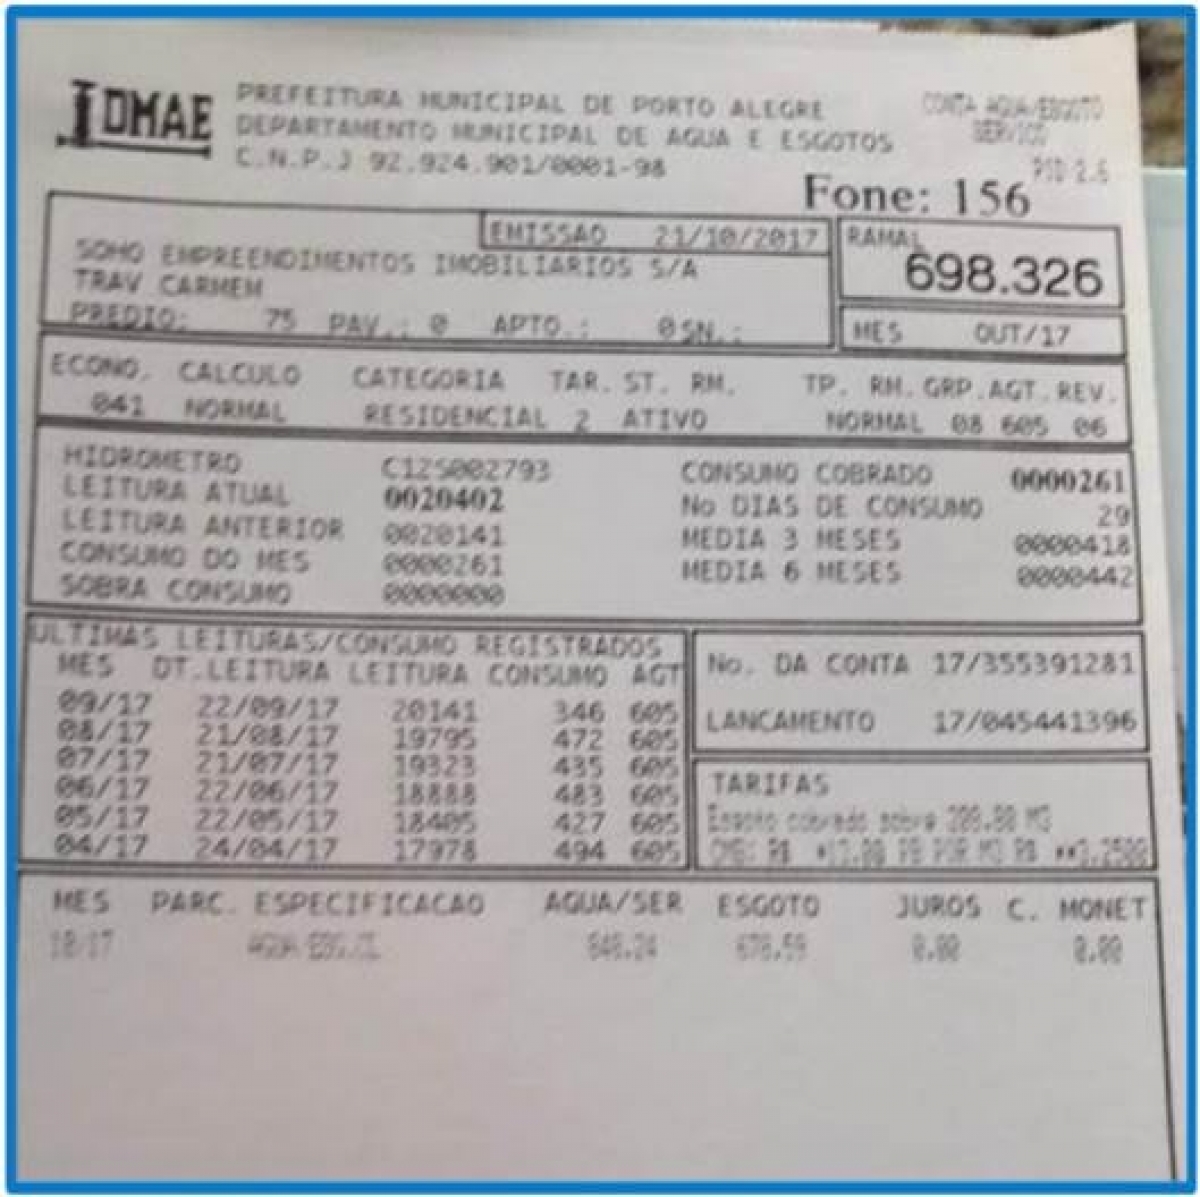 DMAE
PREFEITURA MUNICIPAL DE PORTO ALEGRE
DEPARTAMENTO MUNICIPAL DE AGUA E ESGOTOS
C.N.P.J 92.924.901/0001-98
CONTA AGUA/ESGOTO
SERVICO
Fone: 156
EMISSAO 21/10/2017
SOHO EMPREENDIMENTOS IMOBILIARIOS S/A
TRAV CARMEM
PREDIO: 75 PAV.: 0 APTO.: 0 SN.:
RAMAL
698.326
MES OUT/17
ECONO. CALCULO CATEGORIA TAR. ST. RM. TP. RM. GRP. AGT. REV.
041 NORMAL RESIDENCIAL 2 ATIVO NORMAL 08 605 06
HIDROMETRO C12S002793
LEITURA ATUAL 0020402
LEITURA ANTERIOR 0020141
CONSUMO DO MES 0000261
SOBRA CONSUMO 0000000
CONSUMO COBRADO 0000261
No DIAS DE CONSUMO 29
MEDIA 3 MESES 0000418
MEDIA 6 MESES 0000442
ULTIMAS LEITURAS/CONSUMO REGISTRADOS
MES DT.LEITURA LEITURA CONSUMO AGT
09/17 22/09/17 20141 346 605
08/17 21/08/17 19795 472 605
07/17 21/07/17 19323 435 605
06/17 22/06/17 18888 483 605
05/17 22/05/17 18405 427 605
04/17 24/04/17 17978 494 605
No. DA CONTA 17/355391281
LANCAMENTO 17/045441396
TARIFAS
Esgoto cobrado sobre 208.80 M3
MES PARC. ESPECIFICACAO AGUA/SER ESGOTO JUROS C. MONET
10/17 678.59 0.00 0.00